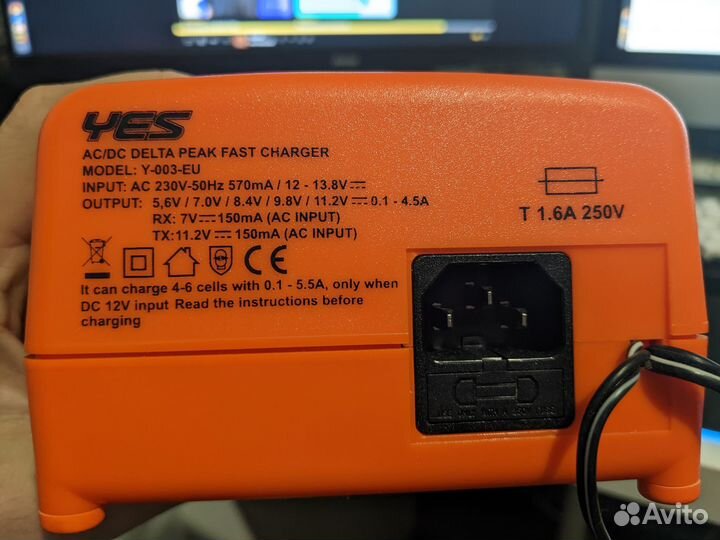 YES
AC/DC DELTA PEAK FAST CHARGER
MODEL: Y-003-EU
INPUT: AC 230V-50Hz 570mA / 12 - 13.8V⎓
OUTPUT: 5,6V / 7.0V / 8.4V / 9.8V / 11.2V⎓0.1 - 4.5A
RX: 7V⎓150mA (AC INPUT)
TX:11.2V⎓150mA (AC INPUT)
CE
It can charge 4-6 cells with 0.1 - 5.5A, only when
DC 12V input Read the instructions before
charging
T 1.6A 250V
Avito